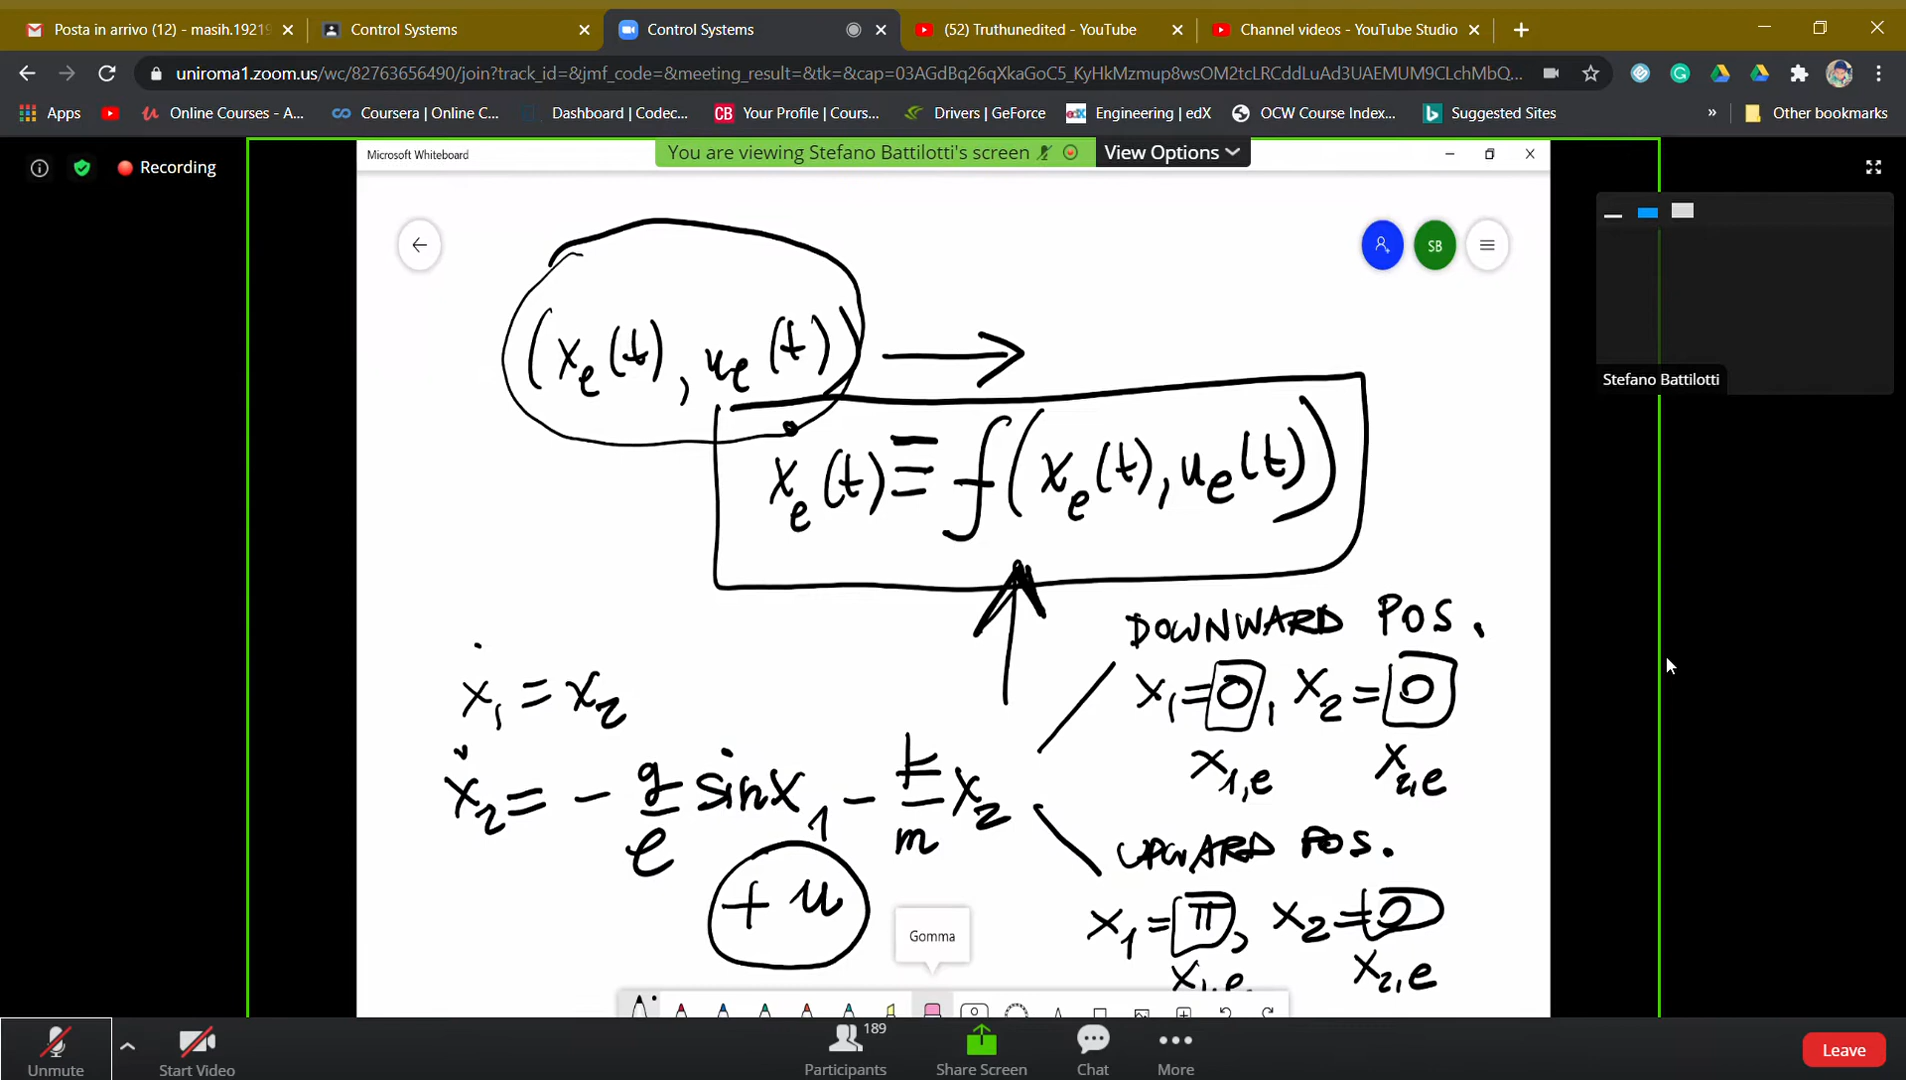 Posta in arrivo (12) - masih.1921
Control Systems
Control Systems
(52) Truthunedited - YouTube
Channel videos - YouTube Studio
uniroma1.zoom.us/wc/82763656490/join?track_id=&jmf_code=&meeting_result=&tk=&cap=03AGdBq26qXkaGoC5_KyHkMzmup8wsOM2tcLRCddLuAd3UAEMUM9CLchMbQ...
Apps
Online Courses - A...
Coursera | Online C...
Dashboard | Codec...
CB
Your Profile | Cours...
Drivers | GeForce
edX
Engineering | edX
OCW Course Index...
Suggested Sites
»
Other bookmarks
Recording
Microsoft Whiteboard
You are viewing Stefano Battilotti's screen
View Options
SB
Stefano Battilotti
(xₑ(t), uₑ(t)) →
ẋₑ(t) ≡ f(xₑ(t), uₑ(t))
DOWNWARD POS.
x₁ = 0, x₂ = 0
x₁,ₑ x₂,ₑ
ẋ₁ = x₂
ẋ₂ = - g/ℓ sin x₁ - k/m x₂
+ u
UPWARD POS.
x₁ = π, x₂ = 0
x₁,ₑ x₂,ₑ
Gomma
Unmute
Start Video
189
Participants
Share Screen
Chat
More
Leave